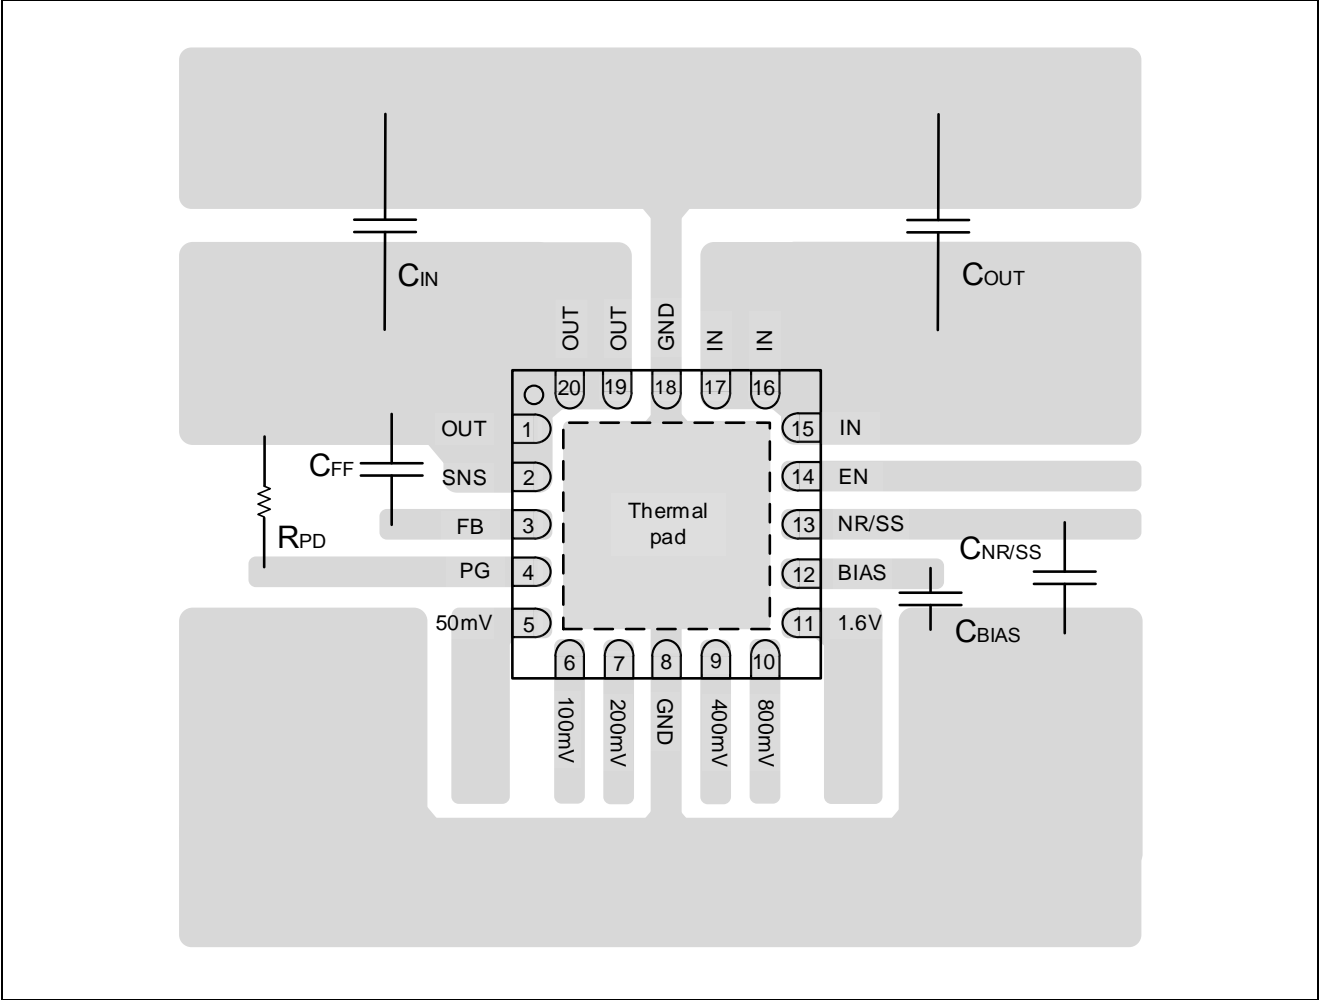 CIN
COUT
OUT
OUT
GND
IN
IN
20
19
18
17
16
OUT
1
15
IN
CFF
SNS
2
14
EN
RPD
FB
3
Thermal
pad
13
NR/SS
CNR/SS
PG
4
12
BIAS
CBIAS
50mV
5
11
1.6V
6
7
8
9
10
100mV
200mV
GND
400mV
800mV